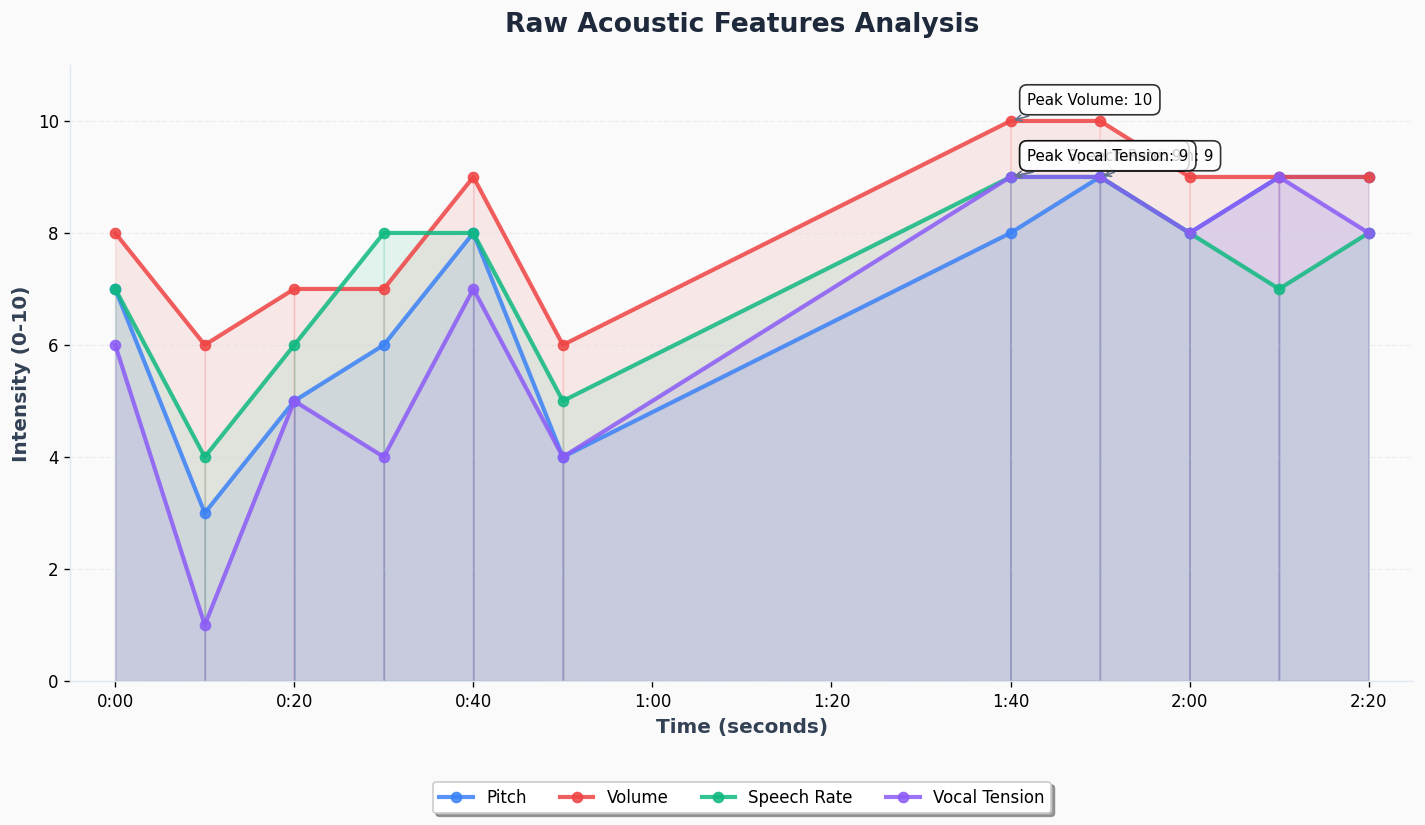 Raw Acoustic Features Analysis
Peak Volume: 10
Peak Vocal Tension: 9
: 9
10
8
6
4
2
0
Intensity (0-10)
0:00 0:20 0:40 1:00 1:20 1:40 2:00 2:20
Time (seconds)
Pitch Volume Speech Rate Vocal Tension